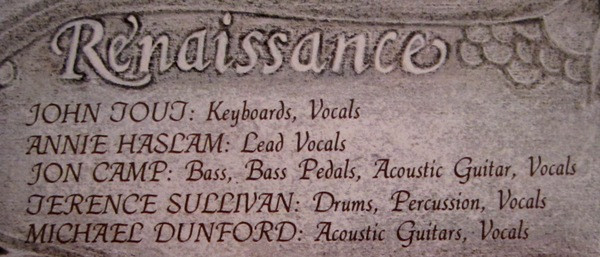 Renaissance
JOHN TOUT: Keyboards, Vocals
ANNIE HASLAM: Lead Vocals
JON CAMP: Bass, Bass Pedals, Acoustic Guitar, Vocals
TERENCE SULLIVAN: Drums, Percussion, Vocals
MICHAEL DUNFORD: Acoustic Guitars, Vocals